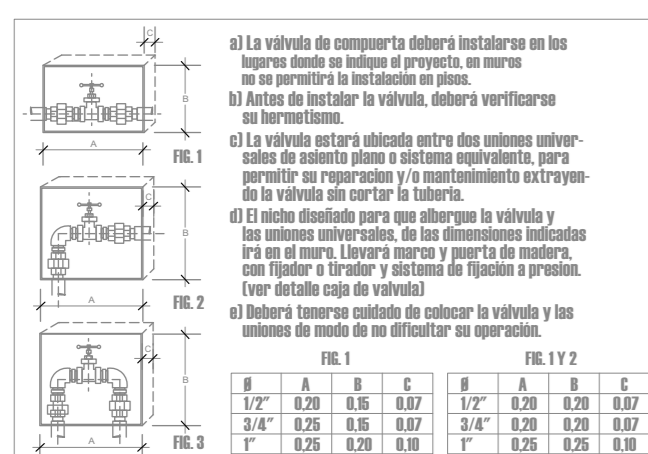 C
B
A
FIG. 1
C
B
A
FIG. 2
C
B
A
FIG. 3
a) La válvula de compuerta deberá instalarse en los
lugares donde se indique el proyecto, en muros
no se permitirá la instalación en pisos.
b) Antes de instalar la válvula, deberá verificarse
su hermetismo.
c) La válvula estará ubicada entre dos uniones univer-
sales de asiento plano o sistema equivalente, para
permitir su reparacion y/o mantenimiento extrayen-
do la válvula sin cortar la tuberia.
d) El nicho diseñado para que albergue la válvula y
las uniones universales, de las dimensiones indicadas
irá en el muro. Llevará marco y puerta de madera,
con fijador o tirador y sistema de fijación a presion.
(ver detalle caja de valvula)
e) Deberá tenerse cuidado de colocar la válvula y las
uniones de modo de no dificultar su operación.
FIG. 1
Ø A B C
1/2" 0,20 0,15 0,07
3/4" 0,25 0,15 0,07
1" 0,25 0,20 0,10
FIG. 1 Y 2
Ø A B C
1/2" 0,20 0,20 0,07
3/4" 0,20 0,20 0,07
1" 0,25 0,25 0,10